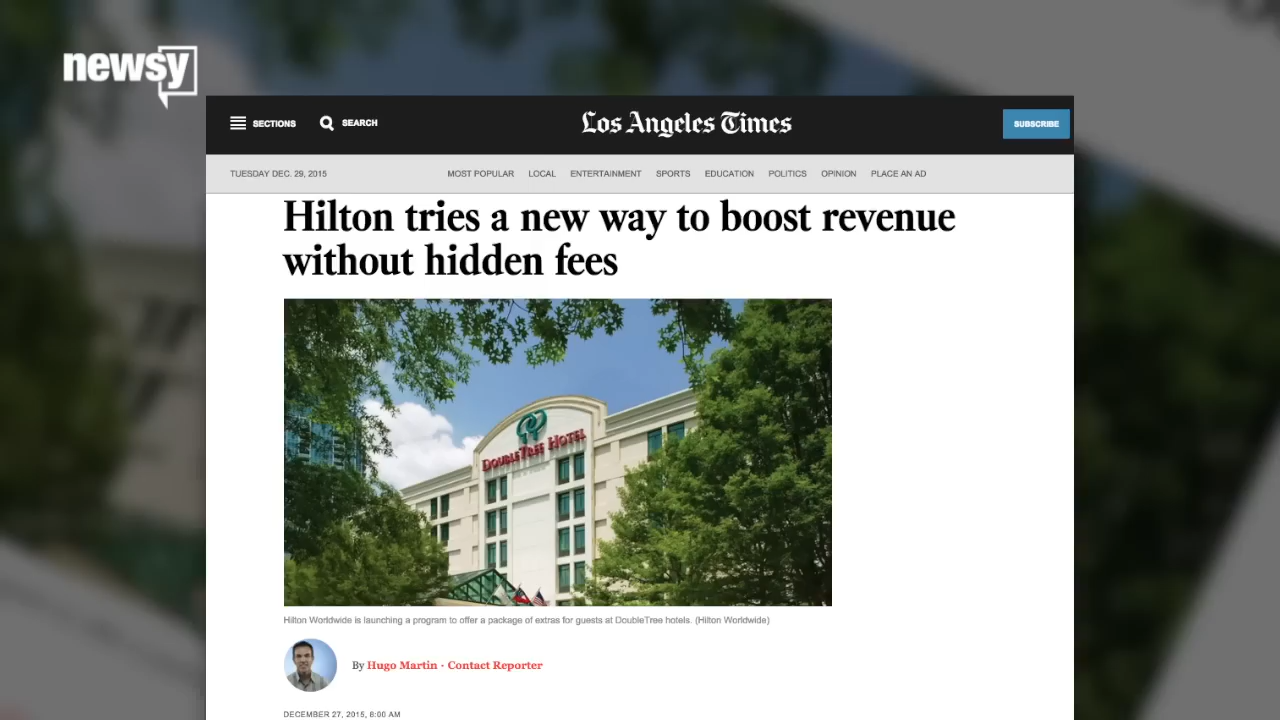 newsy
SECTIONS
SEARCH
Los Angeles Times
SUBSCRIBE
TUESDAY DEC. 29, 2015
MOST POPULAR LOCAL ENTERTAINMENT SPORTS EDUCATION POLITICS OPINION PLACE AN AD
Hilton tries a new way to boost revenue
without hidden fees
DOUBLETREE HOTEL
Hilton Worldwide is launching a program to offer a package of extras for guests at DoubleTree hotels. (Hilton Worldwide)
By Hugo Martin · Contact Reporter
DECEMBER 27, 2015, 6:00 AM